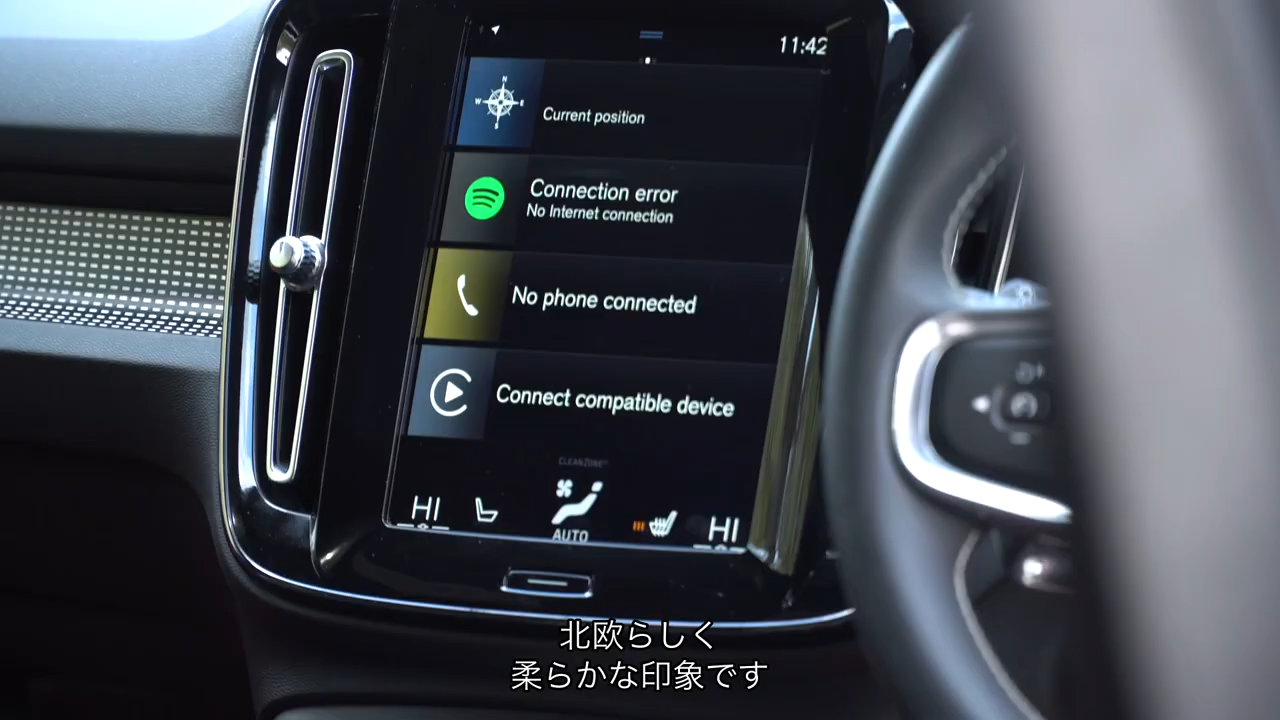 11:42
N
W E
S
Current position
Connection error
No Internet connection
No phone connected
Connect compatible device
CLEANZONE
HI
AUTO
HI
北欧らしく
柔らかな印象です